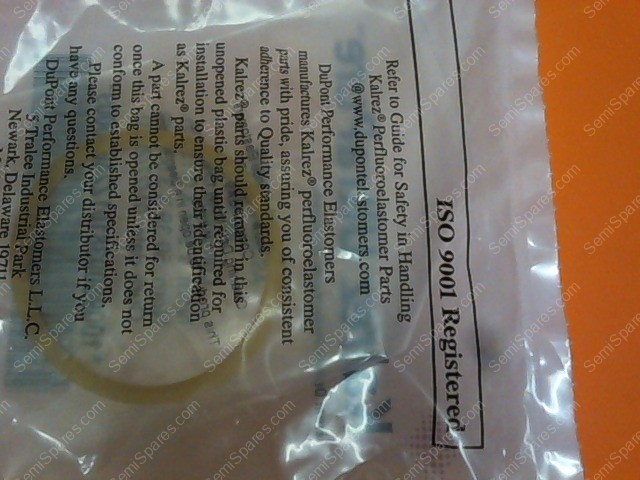 ISO 9001 Registered
Refer to Guide for Safety in Handling
Kalrez® Perfluoroelastomer Parts
@www.dupontelastomers.com
DuPont Performance Elastomers
manufactures Kalrez® perfluoroelastomer
parts with pride, assuring you of consistent
adherence to Quality standards.
Kalrez® parts should remain in this
unopened plastic bag until required for
installation to ensure their identification
as Kalrez® parts.
A part cannot be considered for return
once this bag is opened unless it does not
conform to established specifications.
Please contact your distributor if you
have any questions.
DuPont Performance Elastomers L.L.C.
5 Tralee Industrial Park
Newark, Delaware 19711
SemiSpares.com